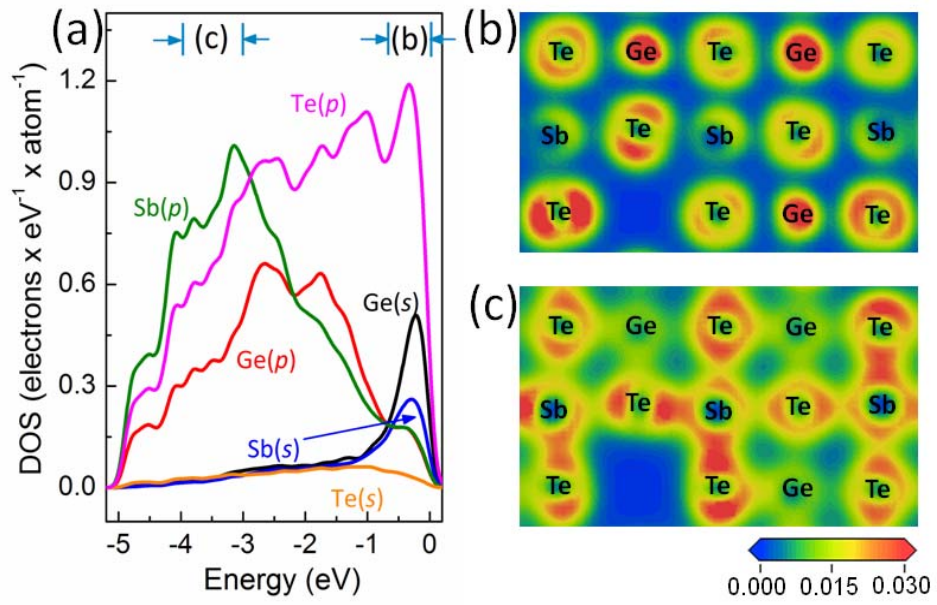 (a)
(c)
(b)
1.2
0.9
0.6
0.3
0.0
DOS (electrons x eV⁻¹ x atom⁻¹)
Te(p)
Sb(p)
Ge(s)
Ge(p)
Sb(s)
Te(s)
-5 -4 -3 -2 -1 0
Energy (eV)
(b)
Te Ge Te Ge Te
Sb Te Sb Te Sb
Te Te Ge Te
(c)
Te Ge Te Ge Te
Sb Te Sb Te Sb
Te Te Ge Te
0.000 0.015 0.030